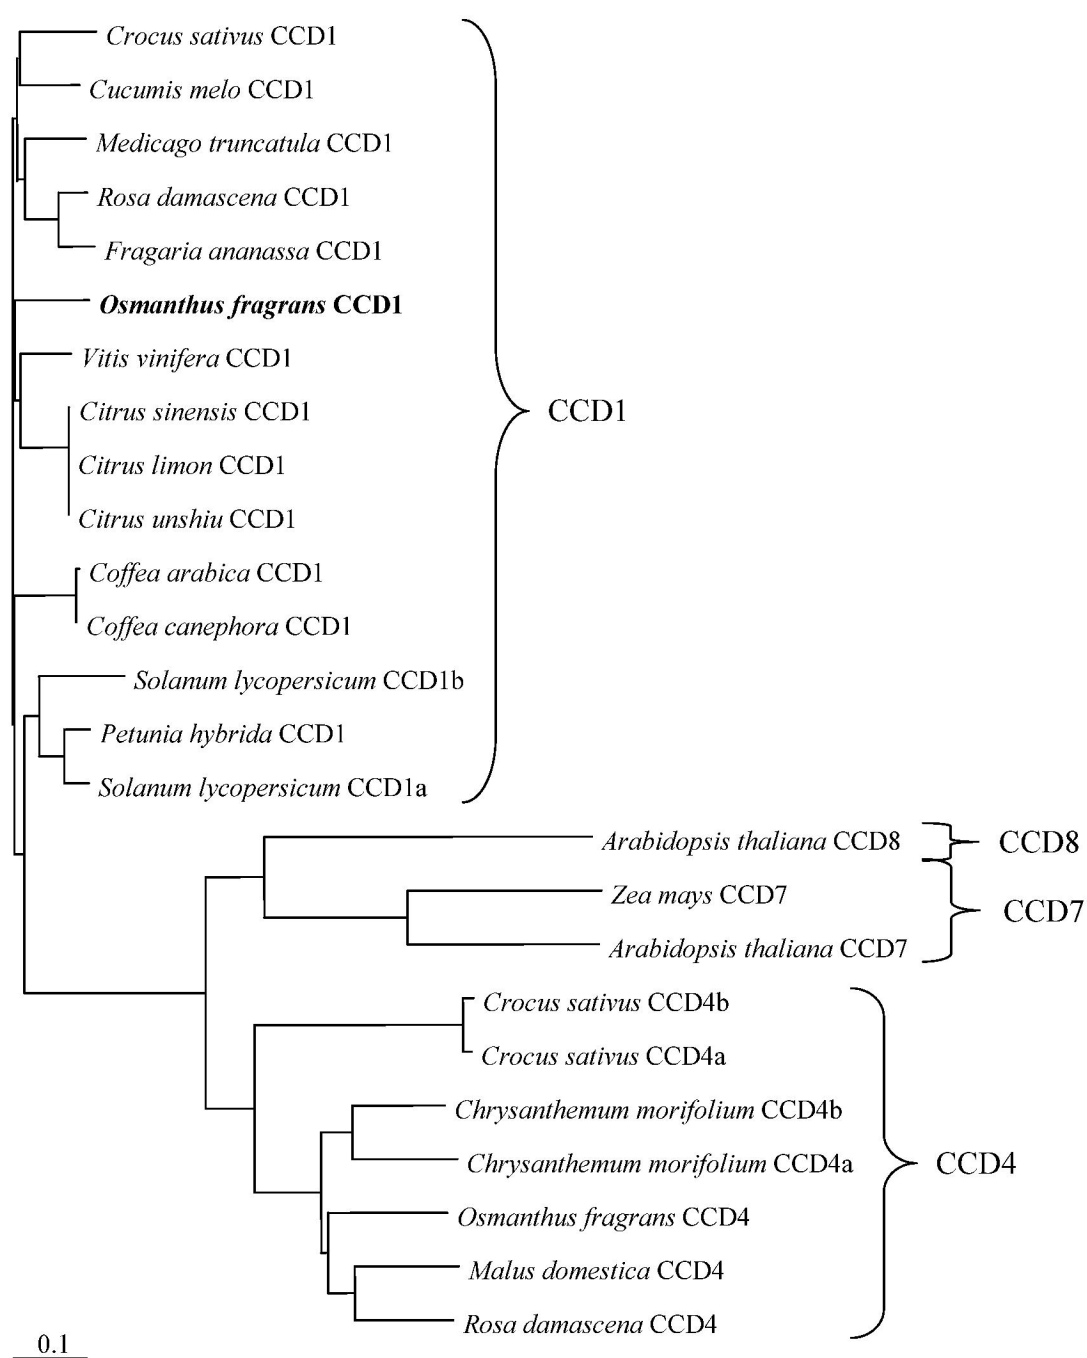 Crocus sativus CCD1
Cucumis melo CCD1
Medicago truncatula CCD1
Rosa damascena CCD1
Fragaria ananassa CCD1
Osmanthus fragrans CCD1
Vitis vinifera CCD1
Citrus sinensis CCD1
CCD1
Citrus limon CCD1
Citrus unshiu CCD1
Coffea arabica CCD1
Coffea canephora CCD1
Solanum lycopersicum CCD1b
Petunia hybrida CCD1
Solanum lycopersicum CCD1a
Arabidopsis thaliana CCD8
CCD8
Zea mays CCD7
CCD7
Arabidopsis thaliana CCD7
Crocus sativus CCD4b
Crocus sativus CCD4a
Chrysanthemum morifolium CCD4b
Chrysanthemum morifolium CCD4a
CCD4
Osmanthus fragrans CCD4
Malus domestica CCD4
Rosa damascena CCD4
0.1